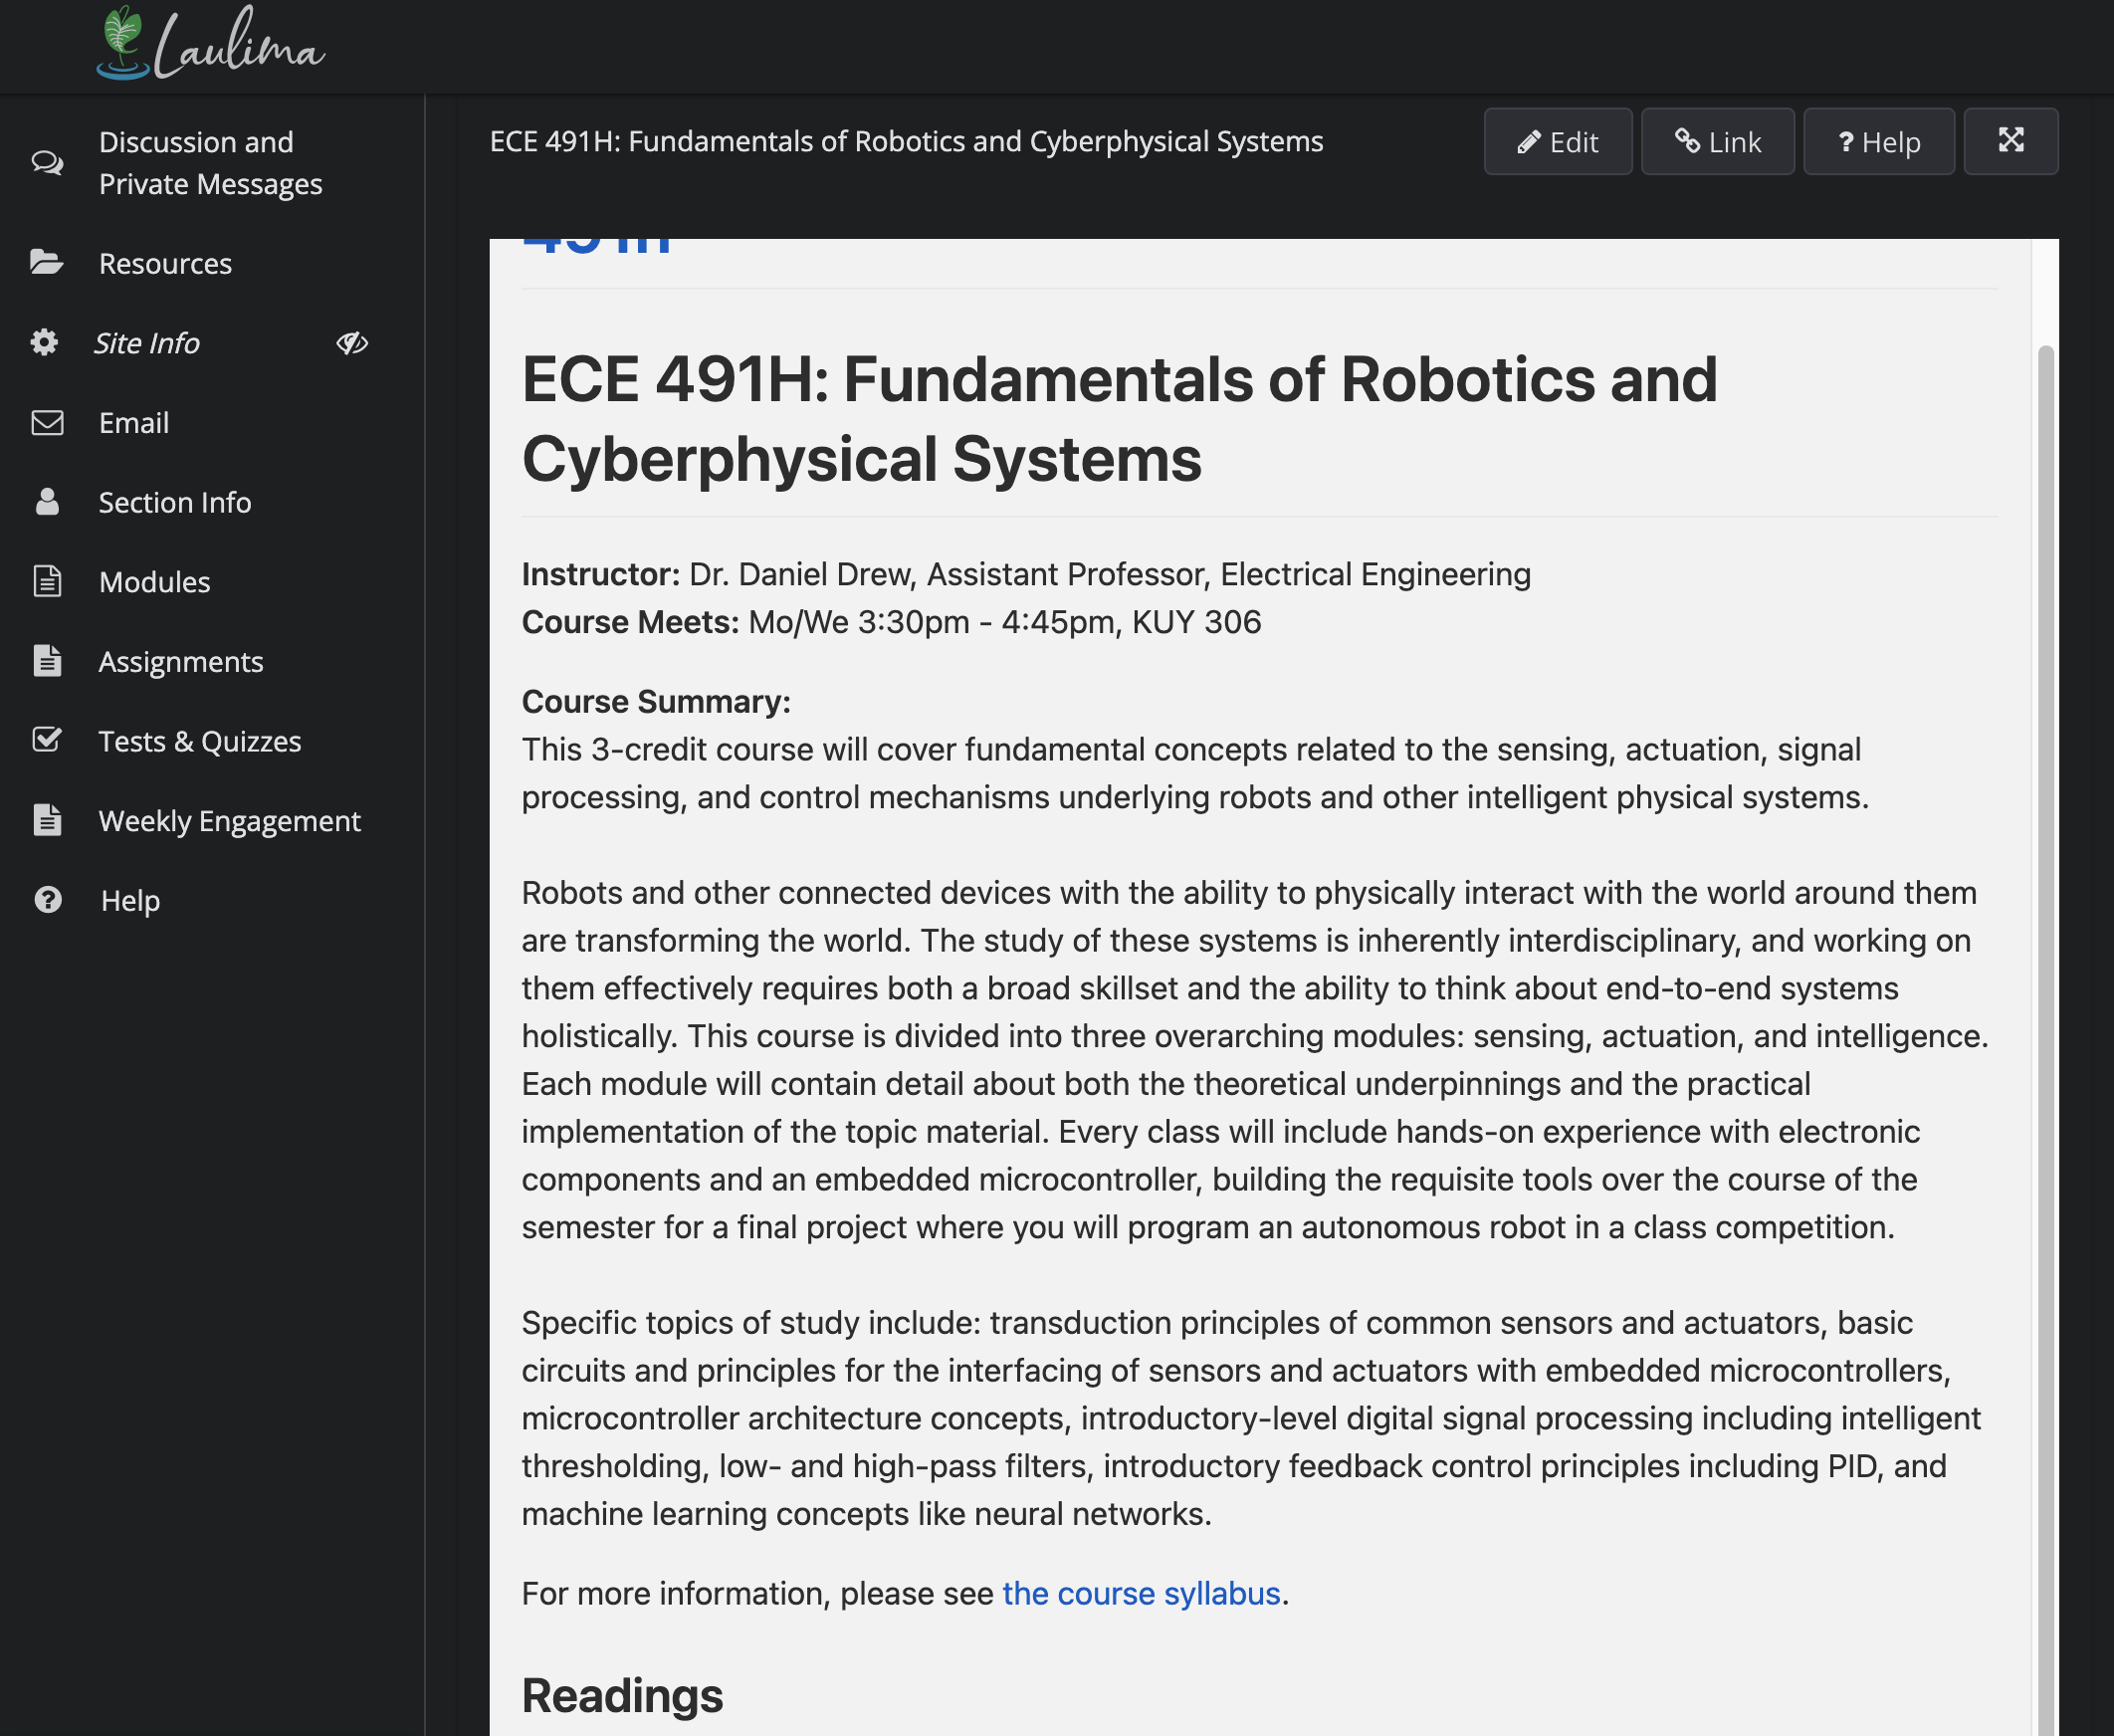 Laulima
Discussion and
Private Messages
Resources
Site Info
Email
Section Info
Modules
Assignments
Tests & Quizzes
Weekly Engagement
Help
ECE 491H: Fundamentals of Robotics and Cyberphysical Systems
Edit
Link
? Help
ECE 491H: Fundamentals of Robotics and
Cyberphysical Systems
Instructor: Dr. Daniel Drew, Assistant Professor, Electrical Engineering
Course Meets: Mo/We 3:30pm - 4:45pm, KUY 306
Course Summary:
This 3-credit course will cover fundamental concepts related to the sensing, actuation, signal
processing, and control mechanisms underlying robots and other intelligent physical systems.
Robots and other connected devices with the ability to physically interact with the world around them
are transforming the world. The study of these systems is inherently interdisciplinary, and working on
them effectively requires both a broad skillset and the ability to think about end-to-end systems
holistically. This course is divided into three overarching modules: sensing, actuation, and intelligence.
Each module will contain detail about both the theoretical underpinnings and the practical
implementation of the topic material. Every class will include hands-on experience with electronic
components and an embedded microcontroller, building the requisite tools over the course of the
semester for a final project where you will program an autonomous robot in a class competition.
Specific topics of study include: transduction principles of common sensors and actuators, basic
circuits and principles for the interfacing of sensors and actuators with embedded microcontrollers,
microcontroller architecture concepts, introductory-level digital signal processing including intelligent
thresholding, low- and high-pass filters, introductory feedback control principles including PID, and
machine learning concepts like neural networks.
For more information, please see the course syllabus.
Readings